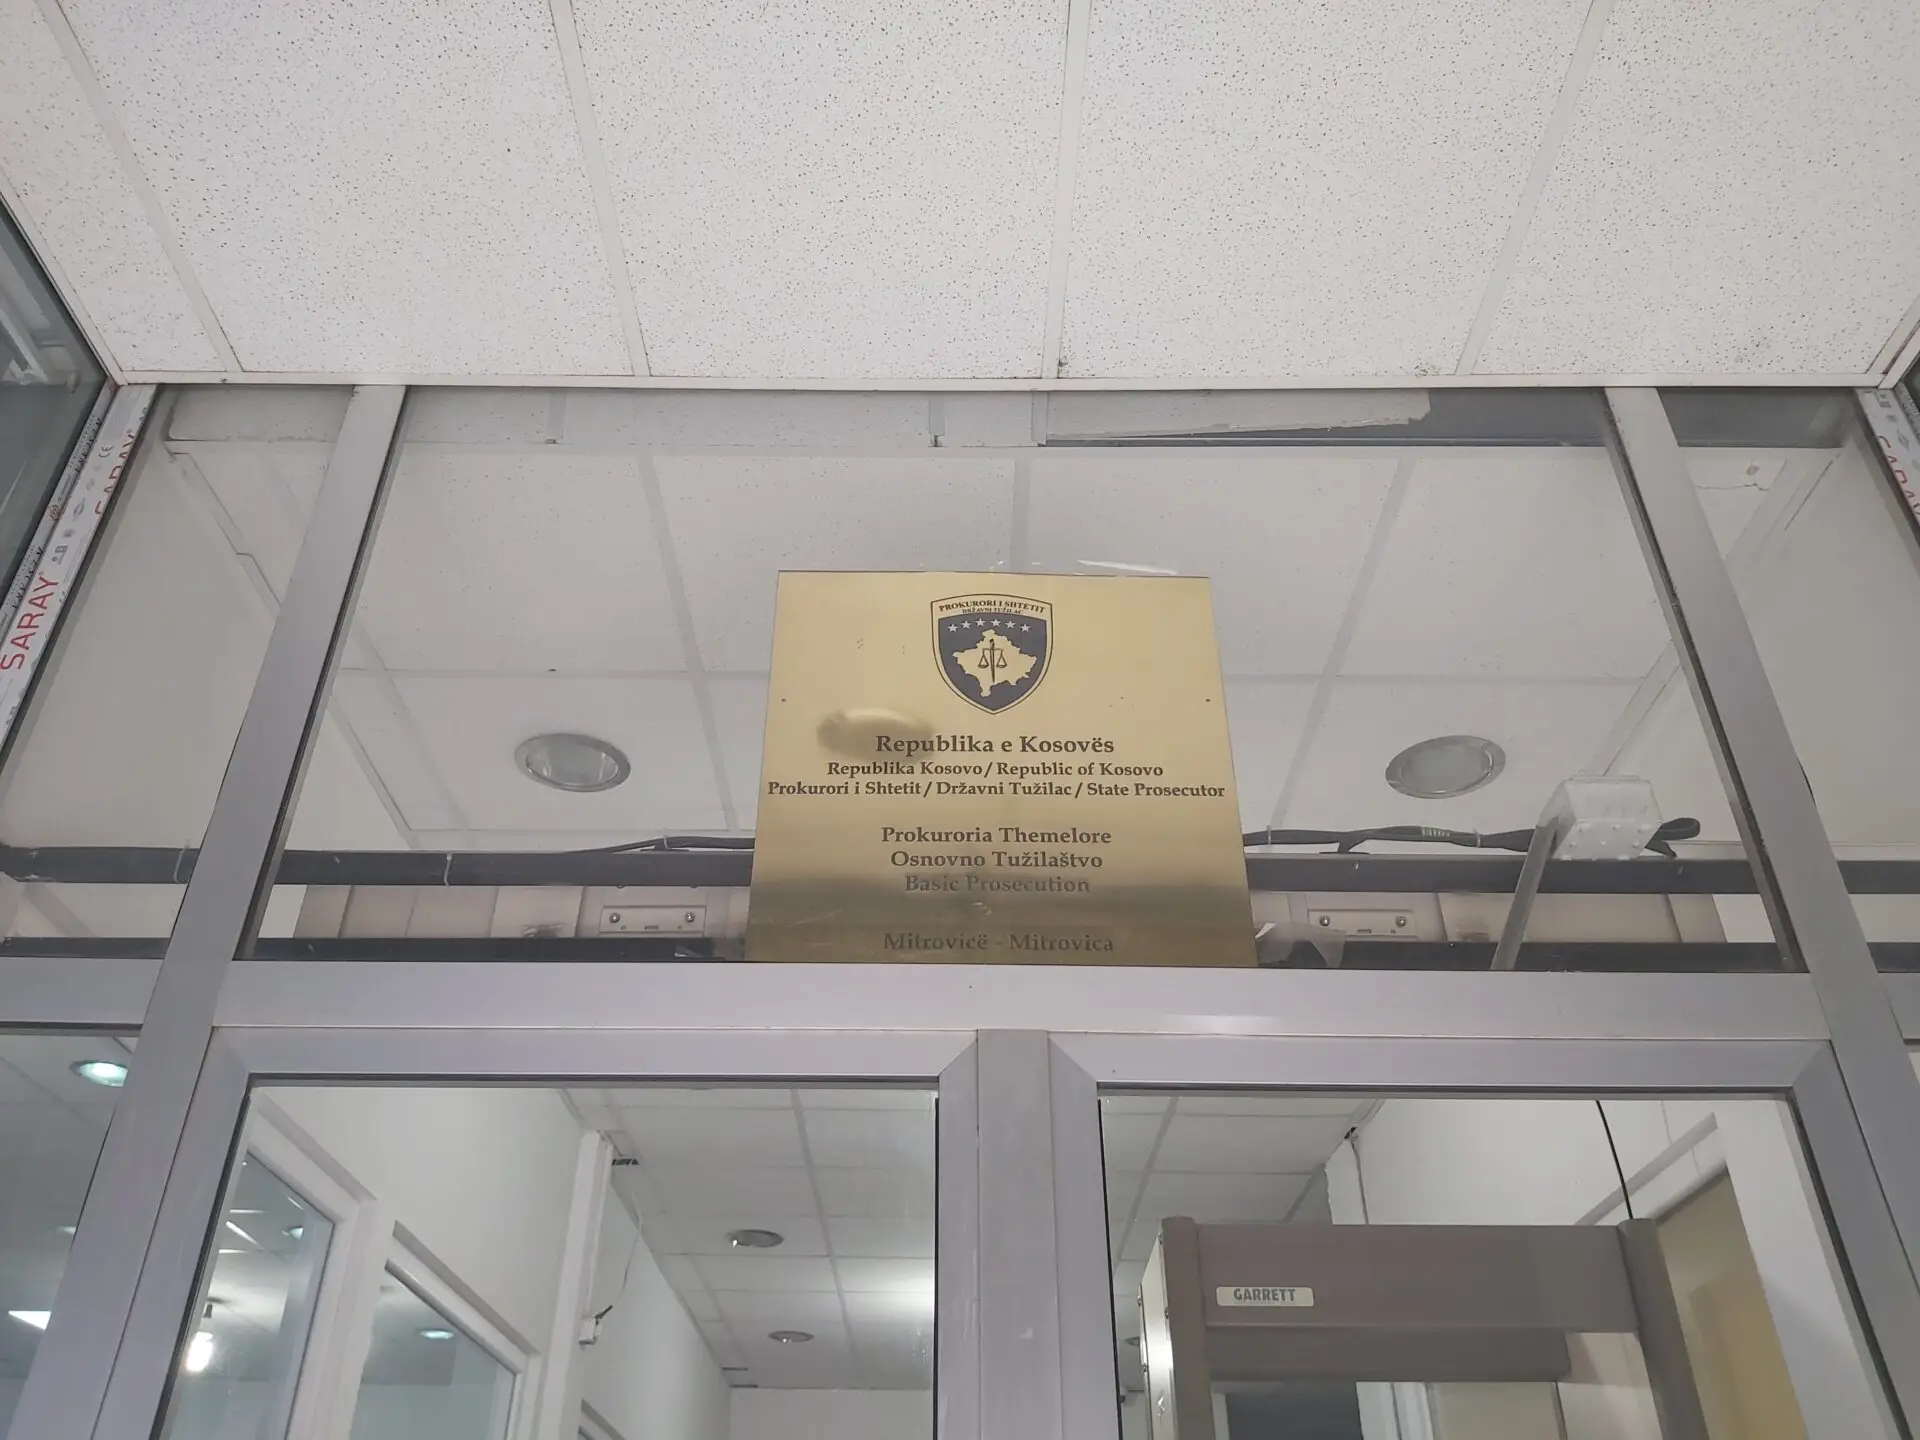 PROKURORI I SHTETIT
DRŽAVNI TUŽILAC
Republika e Kosovës
Republika Kosovo / Republic of Kosovo
Prokurori i Shtetit / Državni Tužilac / State Prosecutor
Prokuroria Themelore
Osnovno Tužilaštvo
Basic Prosecution
Mitrovicë - Mitrovica
SARAY
SARAY
GARRETT